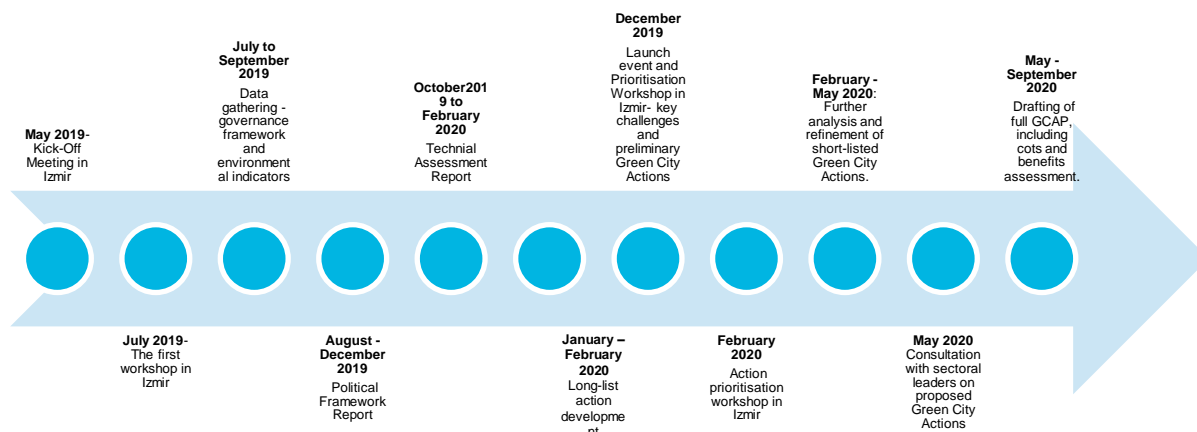 May 2019-
Kick-Off
Meeting in
Izmir
July 2019-
The first
workshop in
Izmir
July to
September
2019
Data
gathering -
governance
framework
and
environment
al indicators
August -
December
2019
Political
Framework
Report
October201
9 to
February
2020
Technial
Assessment
Report
January –
February
2020
Long-list
action
developme
nt
December
2019
Launch
event and
Prioritisation
Workshop in
Izmir- key
challenges
and
preliminary
Green City
Actions
February
2020
Action
prioritisation
workshop in
Izmir
February -
May 2020:
Further
analysis and
refinement of
short-listed
Green City
Actions.
May 2020
Consultation
with sectoral
leaders on
proposed
Green City
Actions
May -
September
2020
Drafting of
full GCAP,
including
cots and
benefits
assessment.